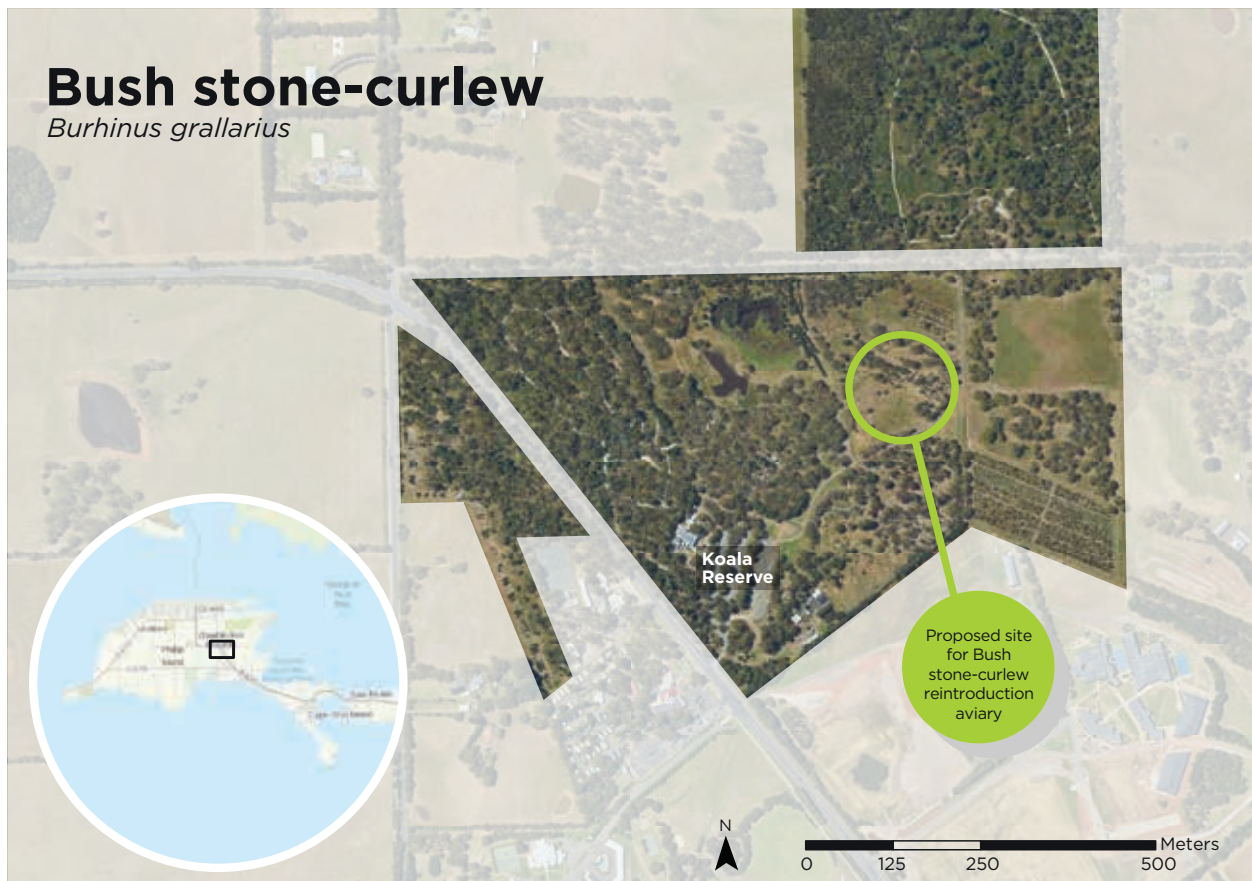 Bush stone-curlew
Burhinus grallarius
Koala
Reserve
Proposed site
for Bush
stone-curlew
reintroduction
aviary
N
Meters
0 125 250 500